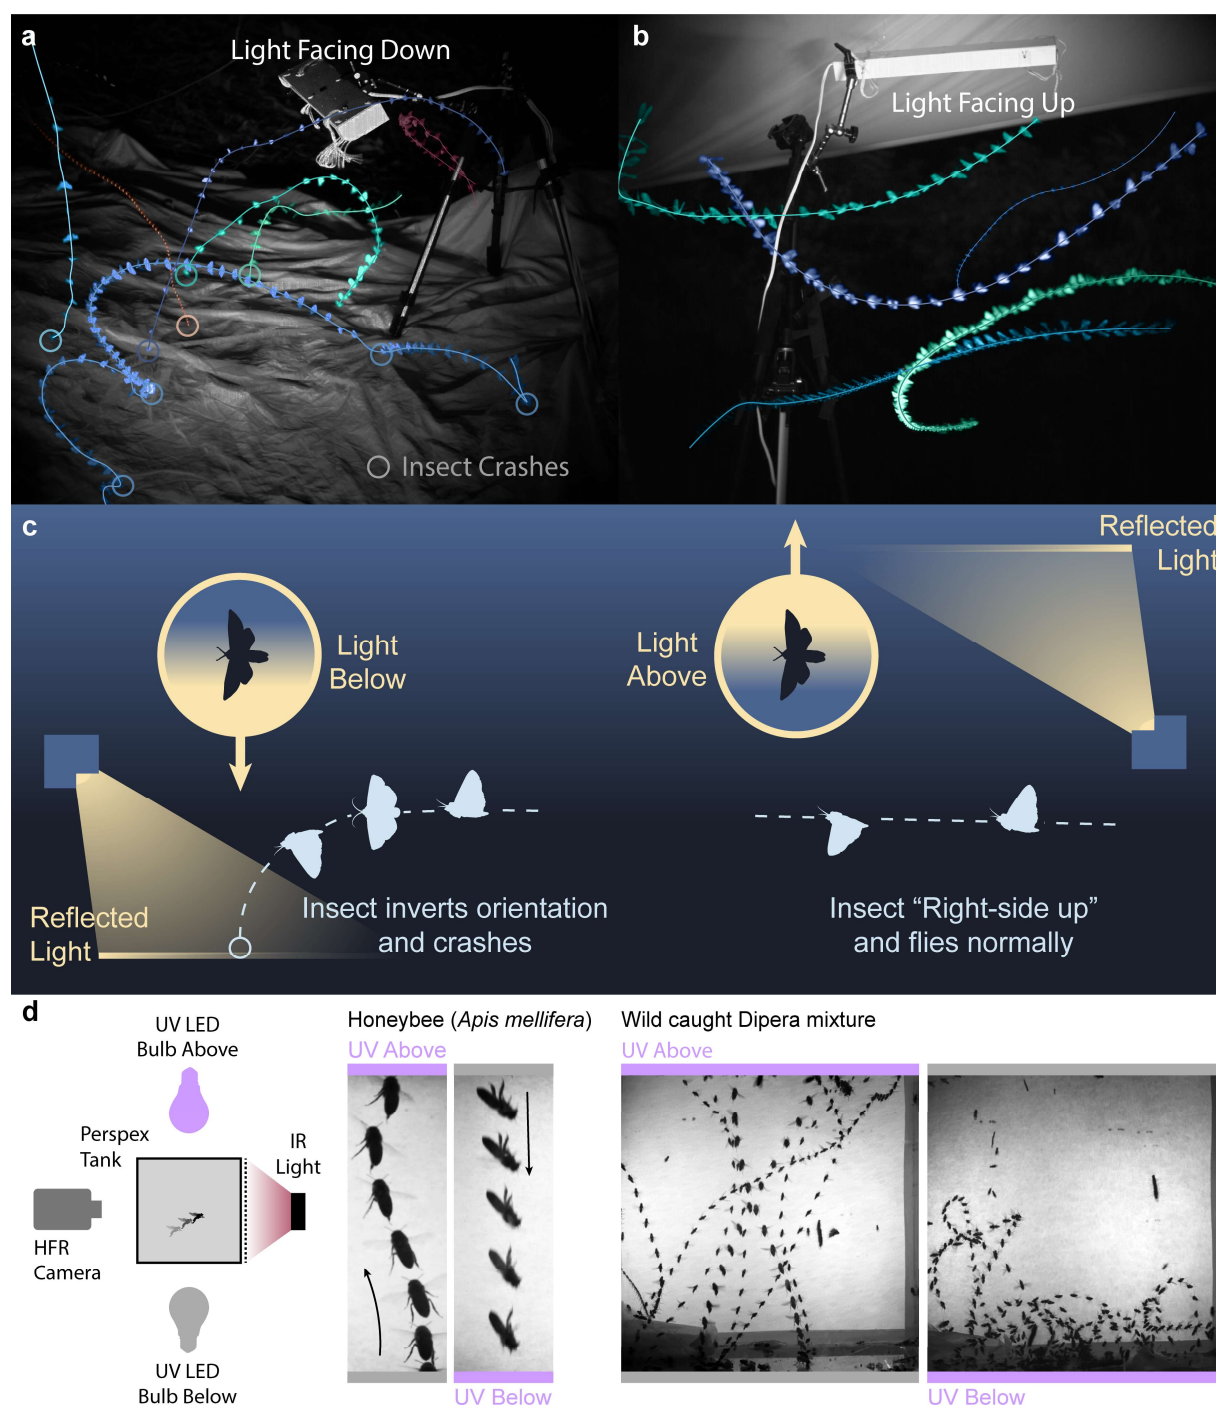 a
Light Facing Down
Insect Crashes
b
Light Facing Up
c
Light
Below
Reflected
Light
Insect inverts orientation
and crashes
Light
Above
Reflected
Light
Insect “Right-side up”
and flies normally
d
UV LED
Bulb Above
Perspex
Tank
IR
Light
HFR
Camera
UV LED
Bulb Below
Honeybee (Apis mellifera)
UV Above
UV Below
Wild caught Dipera mixture
UV Above
UV Below